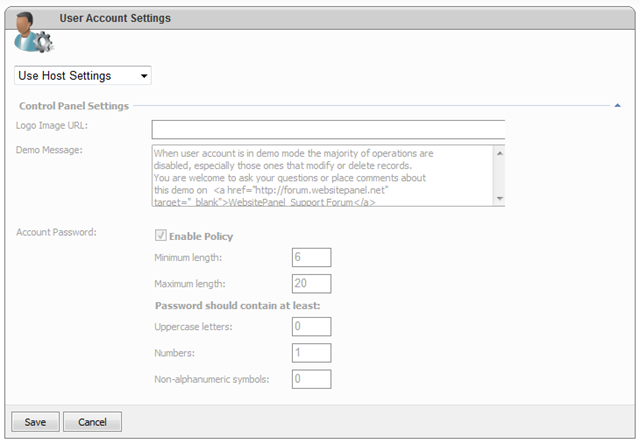 User Account Settings
Use Host Settings
Control Panel Settings
Logo Image URL:
Demo Message:
When user account is in demo mode the majority of operations are
disabled, especially those ones that modify or delete records.
You are welcome to ask your questions or place comments about
this demo on  <a href="http://forum.websitepanel.net"
target="_blank">WebsitePanel  Support Forum</a>
Account Password:
Enable Policy
Minimum length: 6
Maximum length: 20
Password should contain at least:
Uppercase letters: 0
Numbers: 1
Non-alphanumeric symbols: 0
Save Cancel